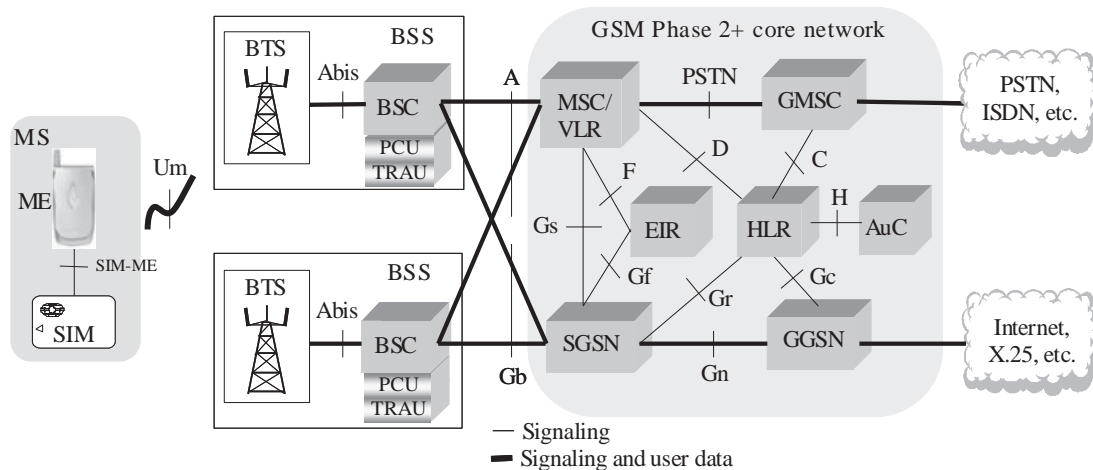 BSS
BTS
Abis
BSC
PCU
TRAU
GSM Phase 2+ core network
A
MSC/
VLR
PSTN
GMSC
PSTN,
ISDN, etc.
MS
ME
Um
SIM-ME
SIM
D
C
F
H
Gs
EIR
HLR
AuC
Gf
Gr
Gc
BSS
BTS
Abis
BSC
PCU
TRAU
Gb
SGSN
Gn
GGSN
Internet,
X.25, etc.
Signaling
Signaling and user data